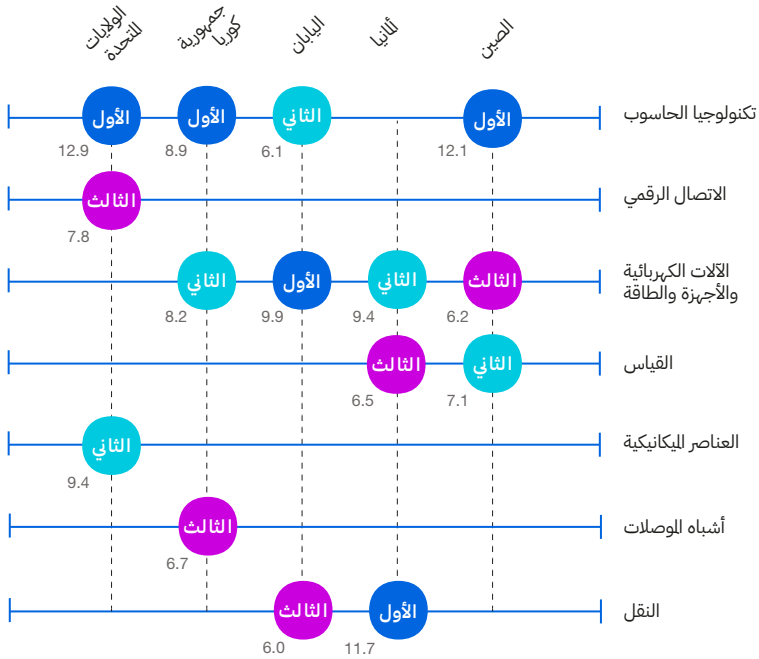 الولايات
المتحدة
جمهورية
كوريا
اليابان
ألمانيا
الصين
تكنولوجيا الحاسوب
الأول
الأول
الثاني
الأول
12.9
8.9
6.1
12.1
الاتصال الرقمي
الثالث
7.8
الآلات الكهربائية
والأجهزة والطاقة
الثاني
الأول
الثاني
الثالث
8.2
9.9
9.4
6.2
القياس
الثالث
الثاني
6.5
7.1
العناصر الميكانيكية
الثاني
9.4
أشباه الموصلات
الثالث
6.7
النقل
الثالث
الأول
6.0
11.7